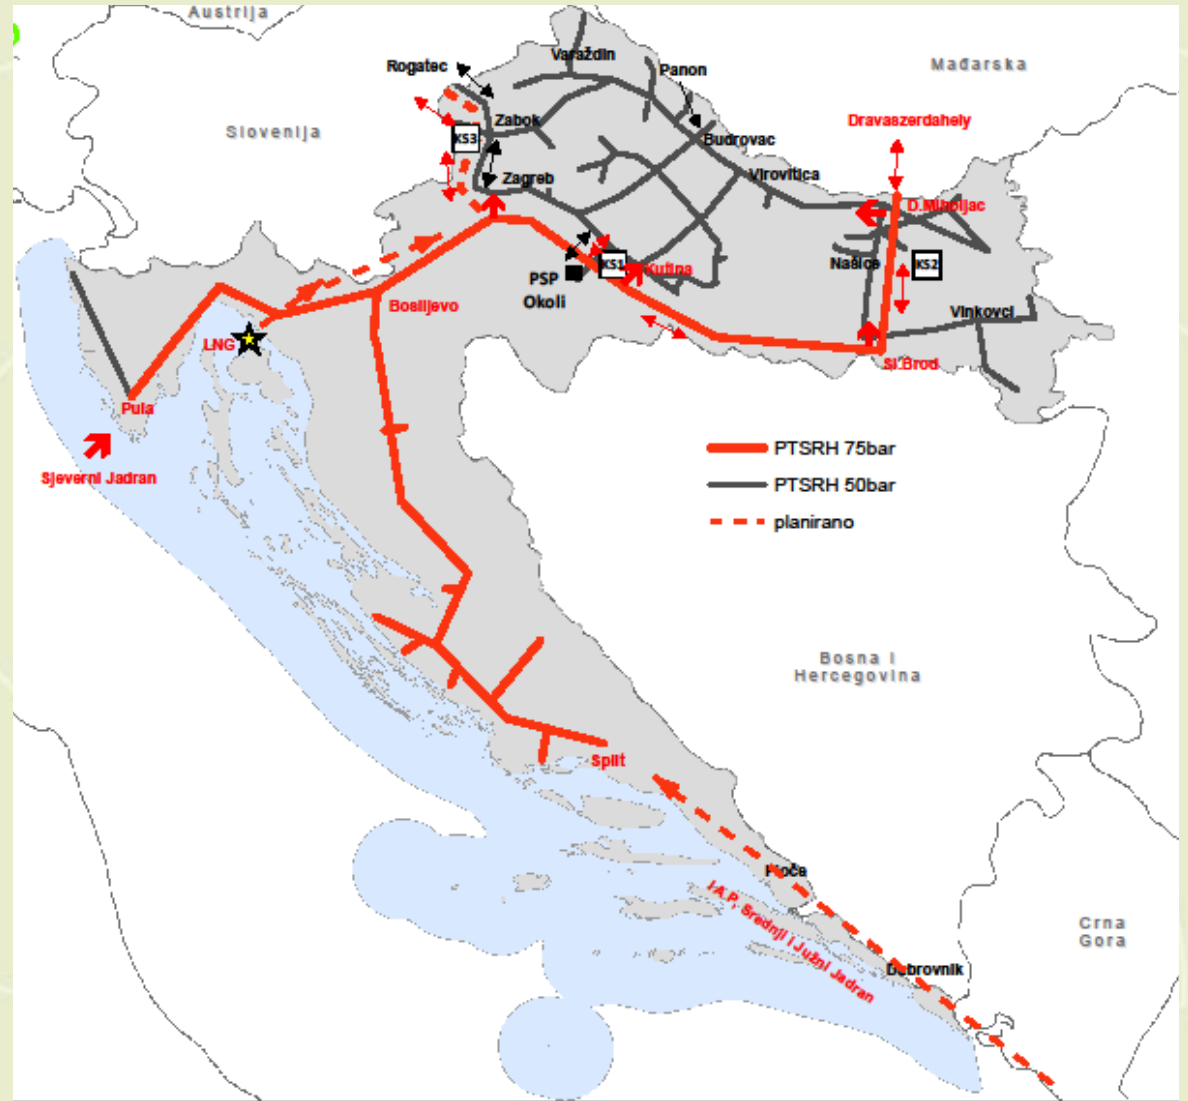 Austrija
Varaždin
Rogatec
Panon
Mađarska
Slovenija
Zabok
Dravaszerdahely
KS3
Budrovac
Zagreb
Virovitica
D.Miholjac
PSP
Okoli
KS1
Kutina
Našice
KS2
Bosiljevo
Vinkovci
LNG
Sl.Brod
Pula
Sjeverni Jadran
PTSRH 75bar
PTSRH 50bar
planirano
Bosna i
Hercegovina
Split
Ploče
I.A.P, Srednji i Južni Jadran
Crna
Gora
Dubrovnik